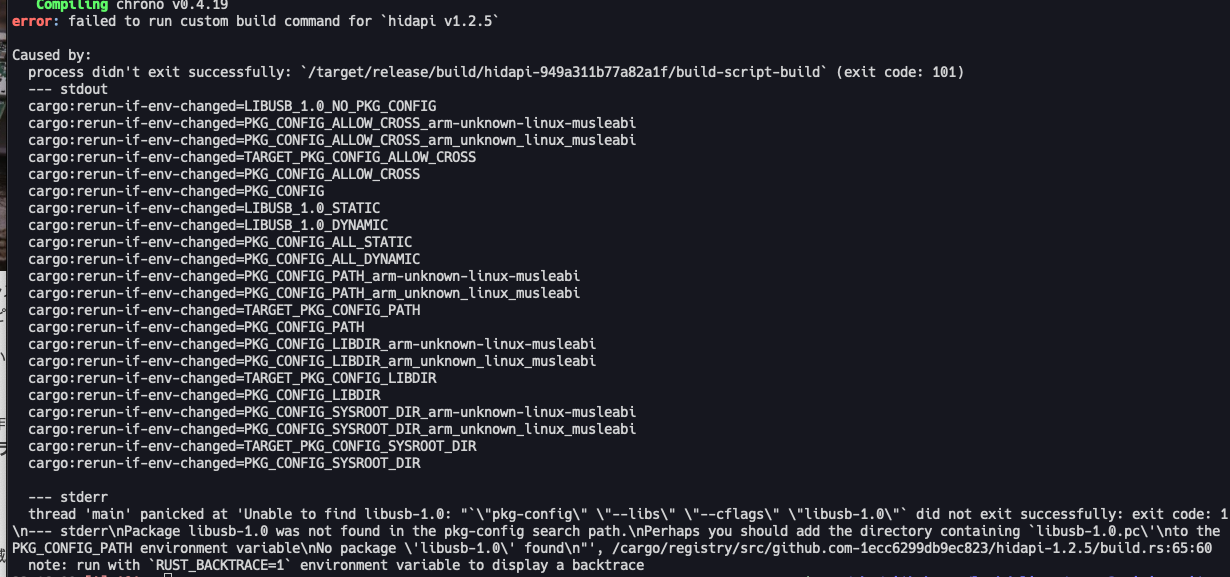 Compiling chrono v0.4.19
error: failed to run custom build command for `hidapi v1.2.5`
Caused by:
process didn't exit successfully: `/target/release/build/hidapi-949a311b77a82a1f/build-script-build` (exit code: 101)
--- stdout
cargo:rerun-if-env-changed=LIBUSB_1.0_NO_PKG_CONFIG
cargo:rerun-if-env-changed=PKG_CONFIG_ALLOW_CROSS_arm-unknown-linux-musleabi
cargo:rerun-if-env-changed=PKG_CONFIG_ALLOW_CROSS_arm_unknown_linux_musleabi
cargo:rerun-if-env-changed=TARGET_PKG_CONFIG_ALLOW_CROSS
cargo:rerun-if-env-changed=PKG_CONFIG_ALLOW_CROSS
cargo:rerun-if-env-changed=PKG_CONFIG
cargo:rerun-if-env-changed=LIBUSB_1.0_STATIC
cargo:rerun-if-env-changed=LIBUSB_1.0_DYNAMIC
cargo:rerun-if-env-changed=PKG_CONFIG_ALL_STATIC
cargo:rerun-if-env-changed=PKG_CONFIG_ALL_DYNAMIC
cargo:rerun-if-env-changed=PKG_CONFIG_PATH_arm-unknown-linux-musleabi
cargo:rerun-if-env-changed=PKG_CONFIG_PATH_arm_unknown_linux_musleabi
cargo:rerun-if-env-changed=TARGET_PKG_CONFIG_PATH
cargo:rerun-if-env-changed=PKG_CONFIG_PATH
cargo:rerun-if-env-changed=PKG_CONFIG_LIBDIR_arm-unknown-linux-musleabi
cargo:rerun-if-env-changed=PKG_CONFIG_LIBDIR_arm_unknown_linux_musleabi
cargo:rerun-if-env-changed=TARGET_PKG_CONFIG_LIBDIR
cargo:rerun-if-env-changed=PKG_CONFIG_LIBDIR
cargo:rerun-if-env-changed=PKG_CONFIG_SYSROOT_DIR_arm-unknown-linux-musleabi
cargo:rerun-if-env-changed=PKG_CONFIG_SYSROOT_DIR_arm_unknown_linux_musleabi
cargo:rerun-if-env-changed=TARGET_PKG_CONFIG_SYSROOT_DIR
cargo:rerun-if-env-changed=PKG_CONFIG_SYSROOT_DIR
--- stderr
thread 'main' panicked at 'Unable to find libusb-1.0: "`\"pkg-config\" \"--libs\" \"--cflags\" \"libusb-1.0\"` did not exit successfully: exit code: 1
\n--- stderr\nPackage libusb-1.0 was not found in the pkg-config search path.\nPerhaps you should add the directory containing `libusb-1.0.pc\'\nto the
PKG_CONFIG_PATH environment variable\nNo package \'libusb-1.0\' found\n"', /cargo/registry/src/github.com-1ecc6299db9ec823/hidapi-1.2.5/build.rs:65:60
note: run with `RUST_BACKTRACE=1` environment variable to display a backtrace